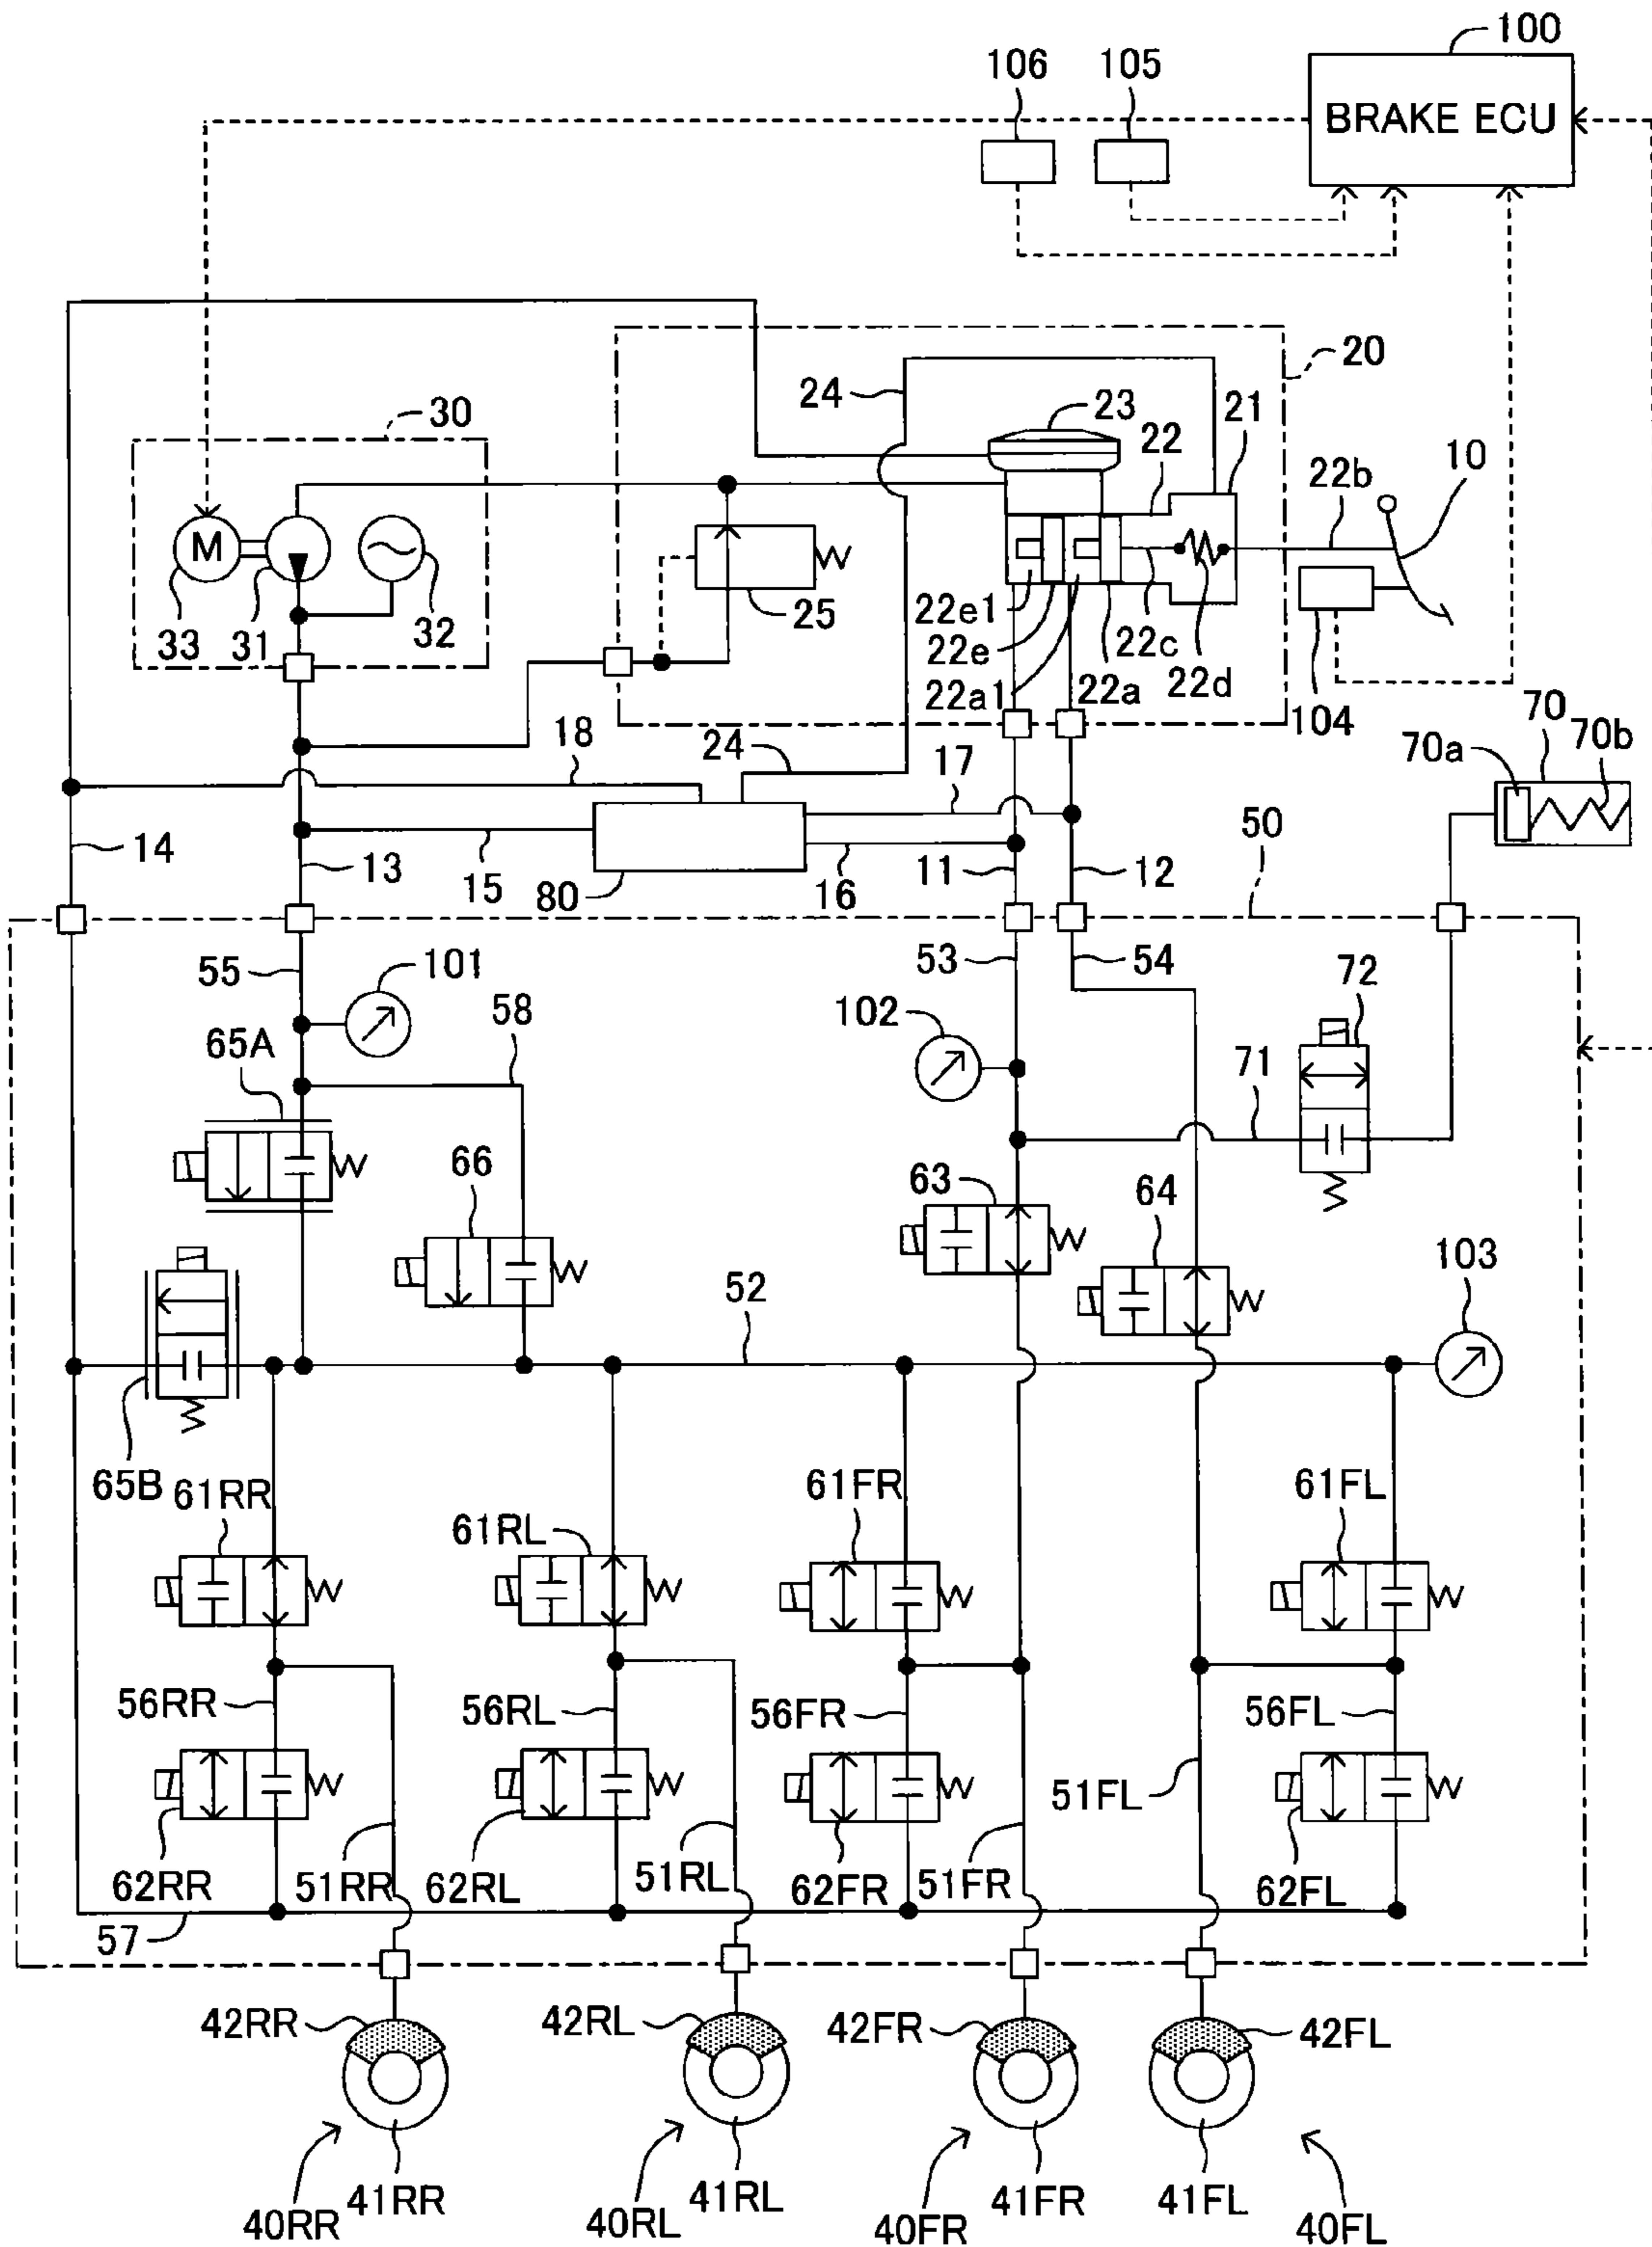 100
106
105
BRAKE ECU
20
24
23
21
30
22
10
22b
M
33
31
32
25
22e1
22e
22c
22a1
22a
22d
104
70
70a
70b
18
24
17
50
14
13
15
80
16
11
12
55
101
53
54
72
102
58
65A
71
66
63
64
52
103
65B
61RR
61RL
61FR
61FL
56RR
56RL
56FR
56FL
51FL
62RR
51RR
62RL
51RL
62FR
51FR
62FL
57
42RR
42RL
42FR
42FL
40RR
41RR
40RL
41RL
40FR
41FR
41FL
40FL